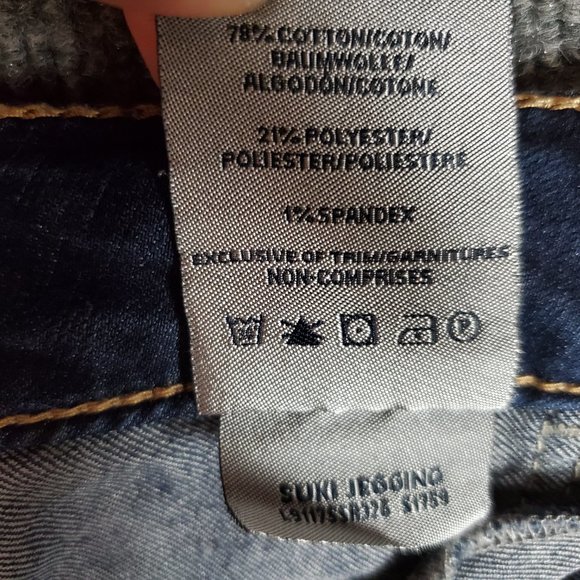 78% COTTON/COTON/
BAUMWOLLE/
ALGODÓN/COTONE
21% POLYESTER/
POLIESTER/POLIESTERE
1% SPANDEX
EXCLUSIVE OF TRIM/GARNITURES
NON-COMPRISES
P
SUKI JEGGING